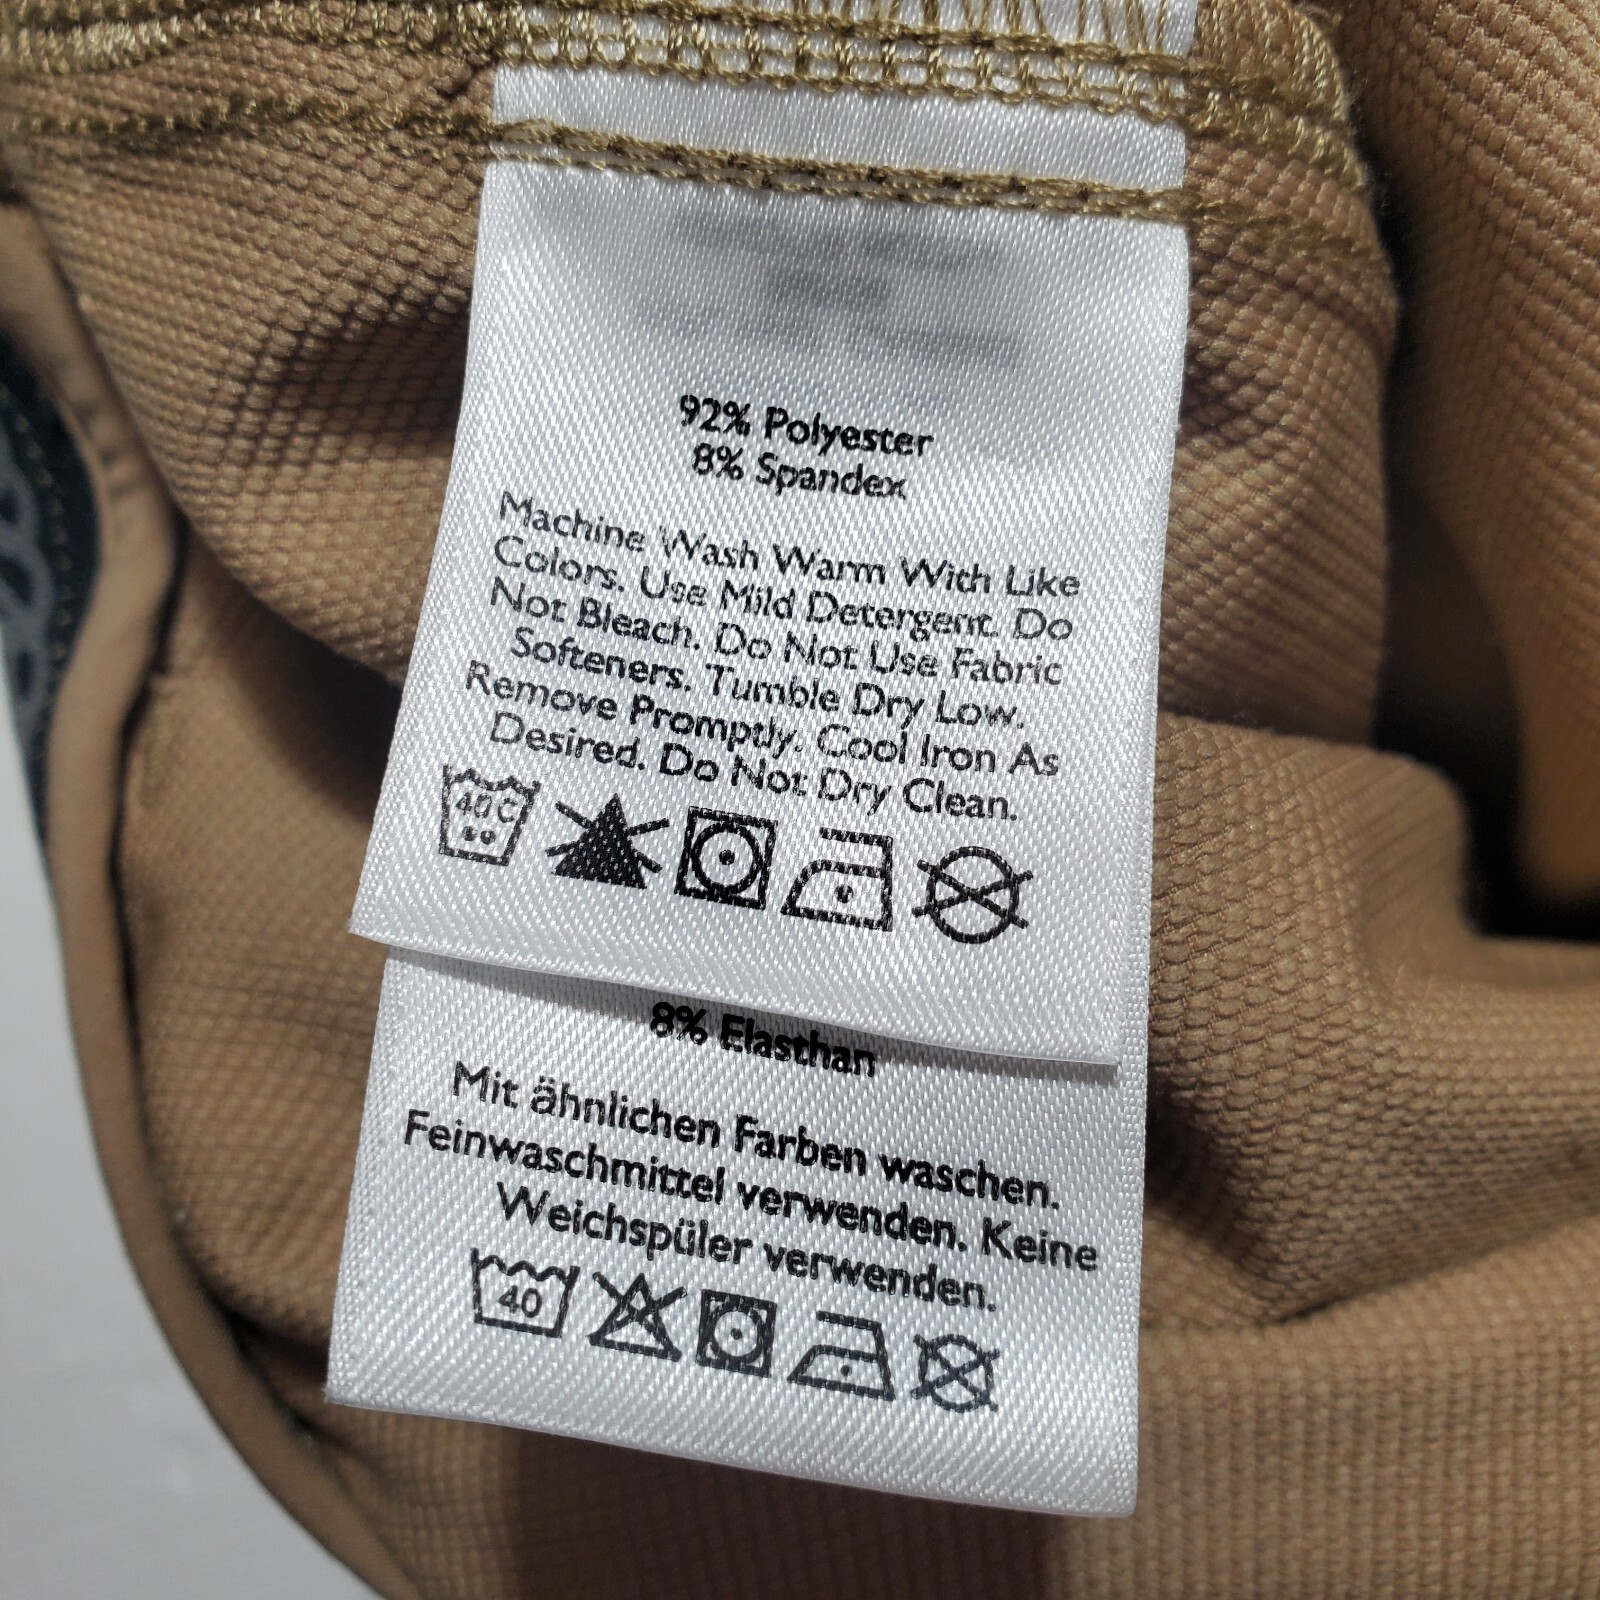 92% Polyester
8% Spandex
Machine Wash Warm With Like
Colors. Use Mild Detergent. Do
Not Bleach. Do Not Use Fabric
Softeners. Tumble Dry Low.
Remove Promptly. Cool Iron As
Desired. Do Not Dry Clean.
40 C
8% Elasthan
Mit ähnlichen Farben waschen.
Feinwaschmittel verwenden. Keine
Weichspüler verwenden.
40